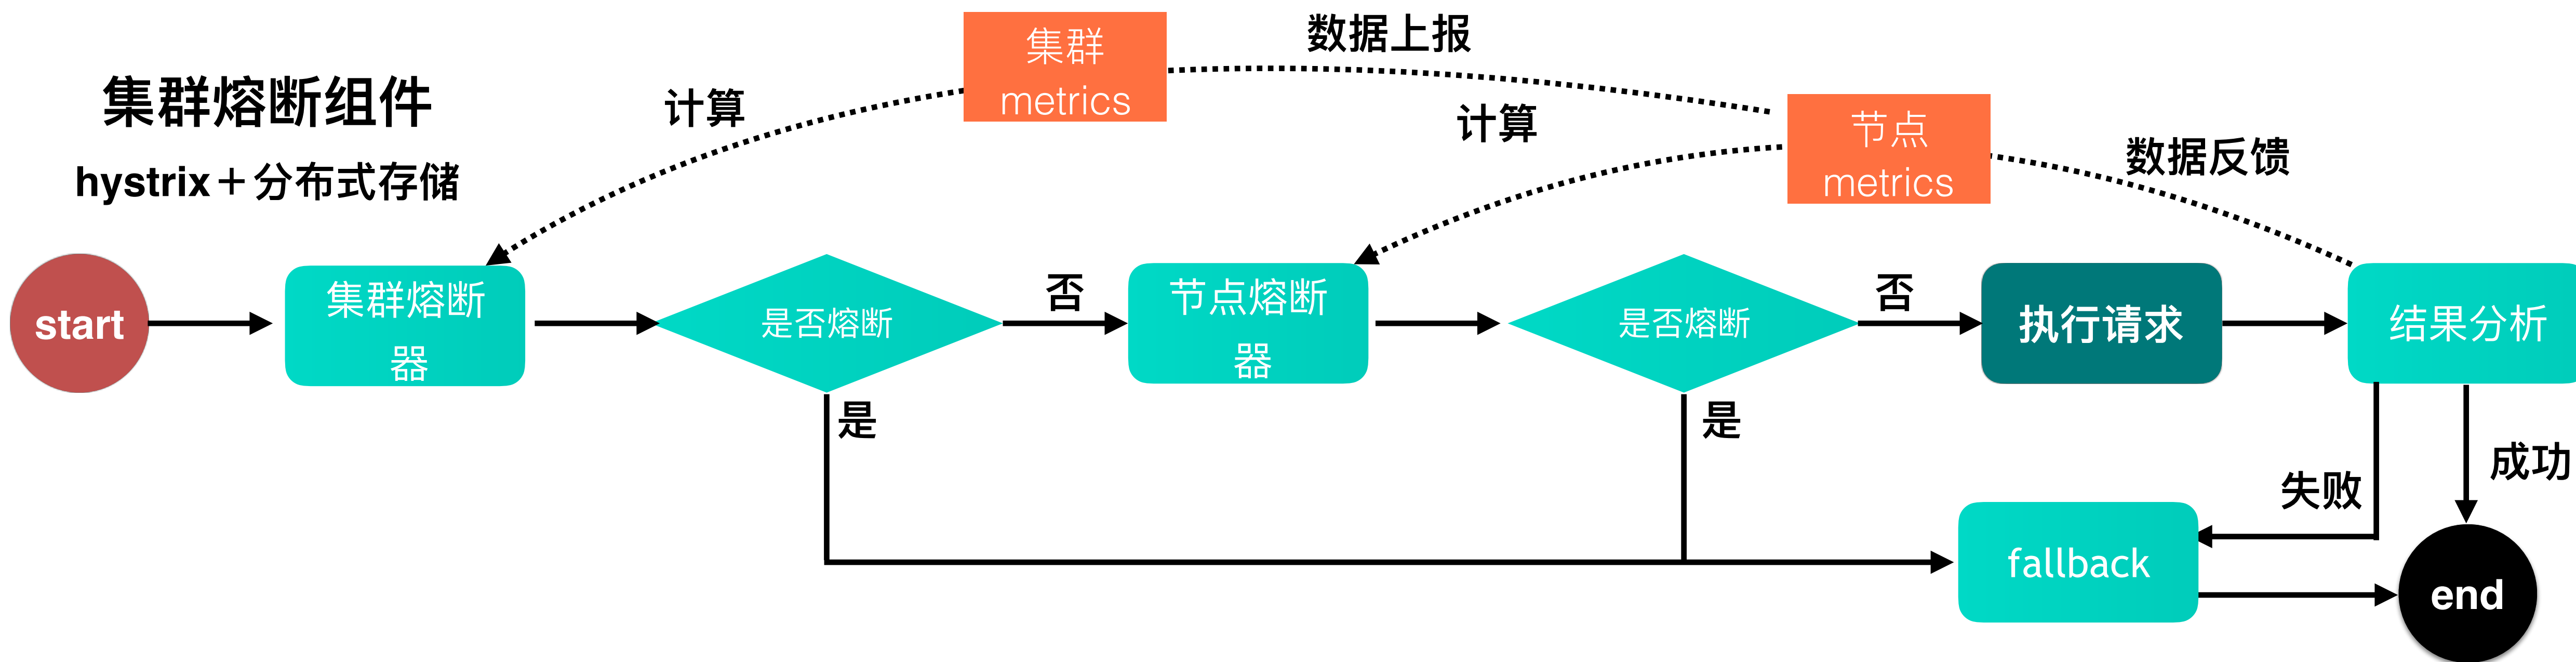 集群熔断组件
hystrix＋分布式存储
集群
metrics
数据上报
计算
计算
节点
metrics
数据反馈
start
集群熔断
器
是否熔断
否
节点熔断
器
是否熔断
否
执行请求
结果分析
是
是
失败
成功
fallback
end